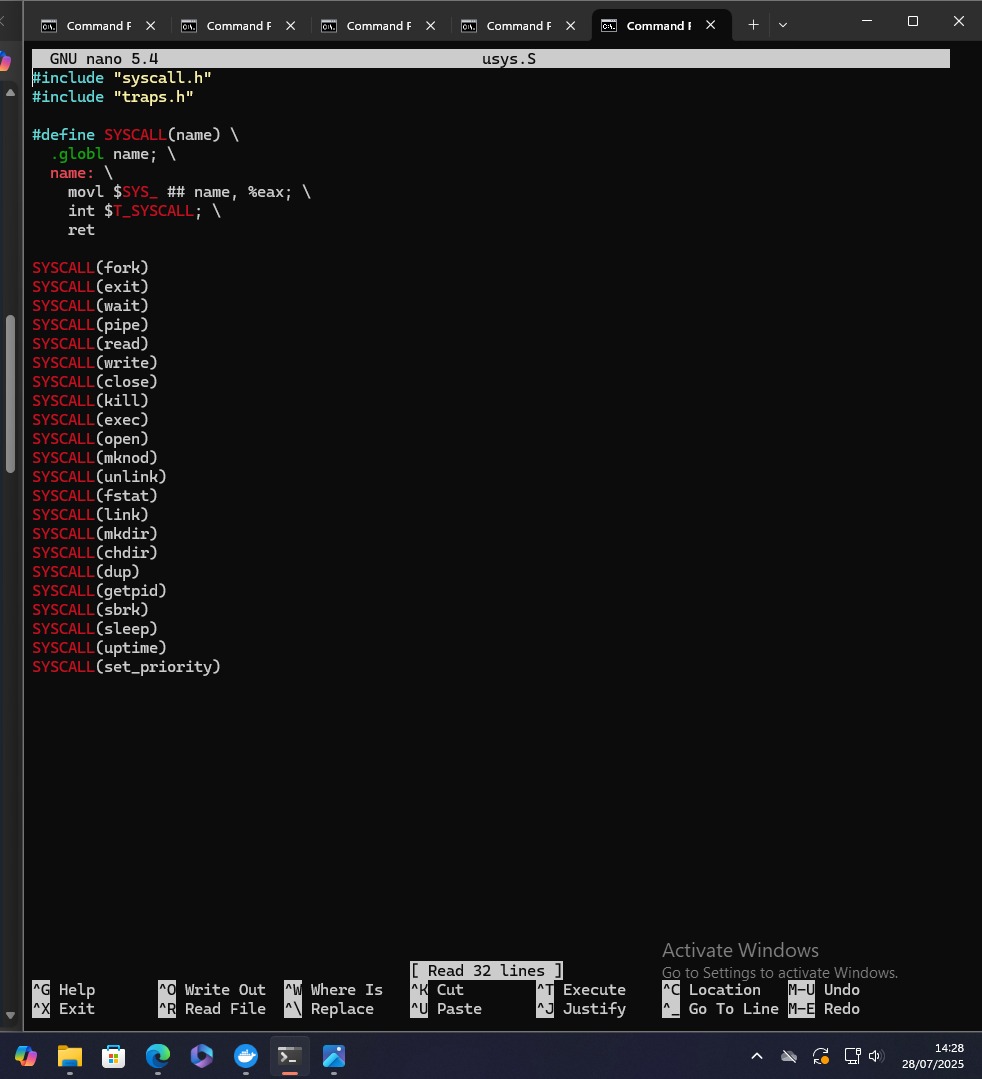 Command F
Command F
Command F
Command F
Command F
GNU nano 5.4 usys.S
#include "syscall.h"
#include "traps.h"
#define SYSCALL(name) \
.globl name; \
name: \
movl $SYS_ ## name, %eax; \
int $T_SYSCALL; \
ret
SYSCALL(fork)
SYSCALL(exit)
SYSCALL(wait)
SYSCALL(pipe)
SYSCALL(read)
SYSCALL(write)
SYSCALL(close)
SYSCALL(kill)
SYSCALL(exec)
SYSCALL(open)
SYSCALL(mknod)
SYSCALL(unlink)
SYSCALL(fstat)
SYSCALL(link)
SYSCALL(mkdir)
SYSCALL(chdir)
SYSCALL(dup)
SYSCALL(getpid)
SYSCALL(sbrk)
SYSCALL(sleep)
SYSCALL(uptime)
SYSCALL(set_priority)
Activate Windows
Go to Settings to activate Windows.
[ Read 32 lines ]
^G Help ^O Write Out ^W Where Is ^K Cut ^T Execute ^C Location M-U Undo
^X Exit ^R Read File ^\ Replace ^U Paste ^J Justify ^_ Go To Line M-E Redo
14:28
28/07/2025